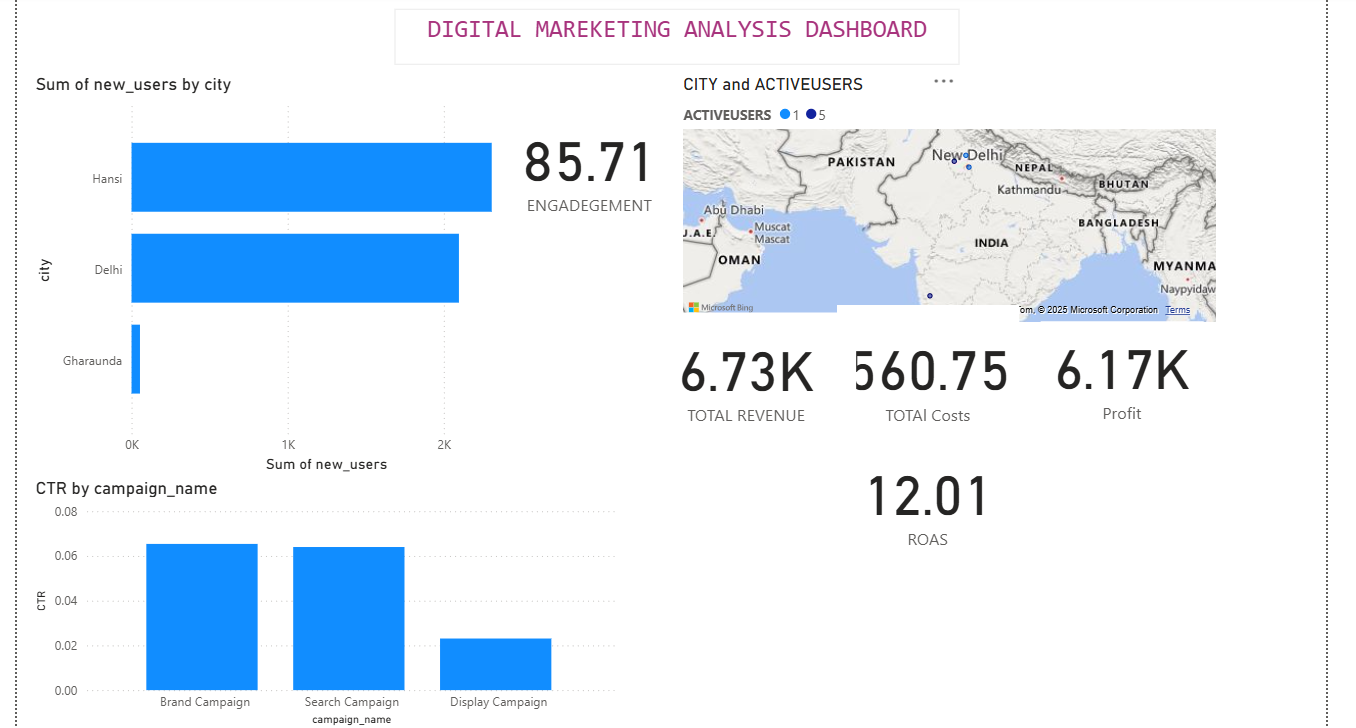 DIGITAL MAREKETING ANALYSIS DASHBOARD
Sum of new_users by city
city
Hansi
Delhi
Gharaunda
0K 1K 2K
Sum of new_users
85.71
ENGADEGEMENT
CITY and ACTIVEUSERS
ACTIVEUSERS 1 5
PAKISTAN
New Delhi
NEPAL
Kathmandu
BHUTAN
Abu Dhabi
BANGLADESH
U.A.E.
Muscat
Mascat
INDIA
OMAN
MYANMA
Naypyidaw
Microsoft Bing
Tom, © 2025 Microsoft Corporation Terms
6.73K
TOTAL REVENUE
560.75
TOTAl Costs
6.17K
Profit
12.01
ROAS
CTR by campaign_name
CTR
0.08
0.06
0.04
0.02
0.00
Brand Campaign Search Campaign Display Campaign
campaign_name